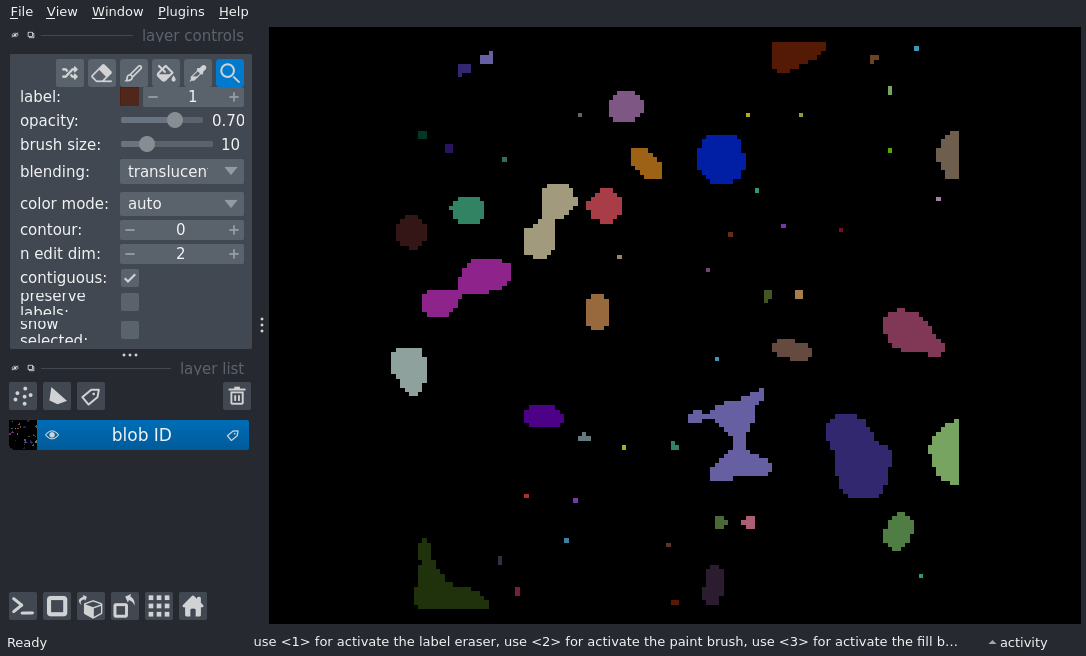 File View Window Plugins Help
layer controls
label: 1
opacity: 0.70
brush size: 10
blending: translucen
color mode: auto
contour: 0
n edit dim: 2
contiguous:
preserve
labels:
show
selected:
layer list
blob ID
Ready
use <1> for activate the label eraser, use <2> for activate the paint brush, use <3> for activate the fill b...
activity